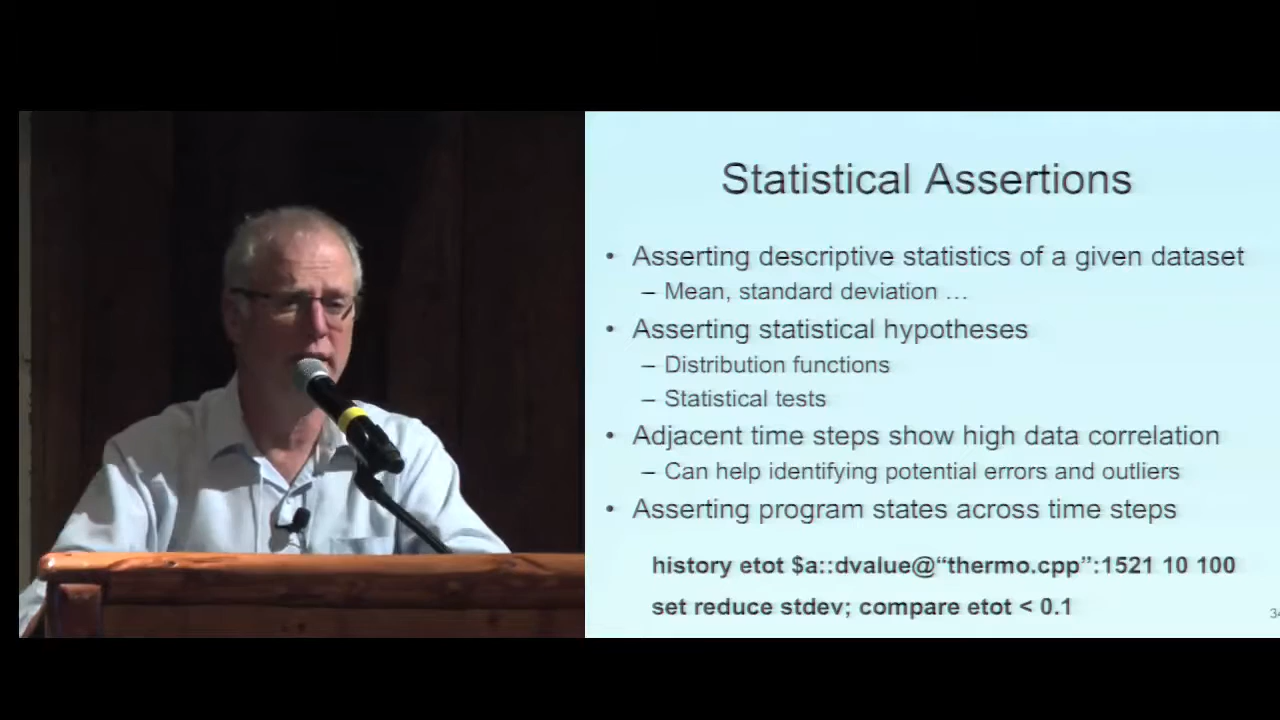 Statistical Assertions
• Asserting descriptive statistics of a given dataset
– Mean, standard deviation …
• Asserting statistical hypotheses
– Distribution functions
– Statistical tests
• Adjacent time steps show high data correlation
– Can help identifying potential errors and outliers
• Asserting program states across time steps
history etot $a::dvalue@“thermo.cpp”:1521 10 100
set reduce stdev; compare etot < 0.1